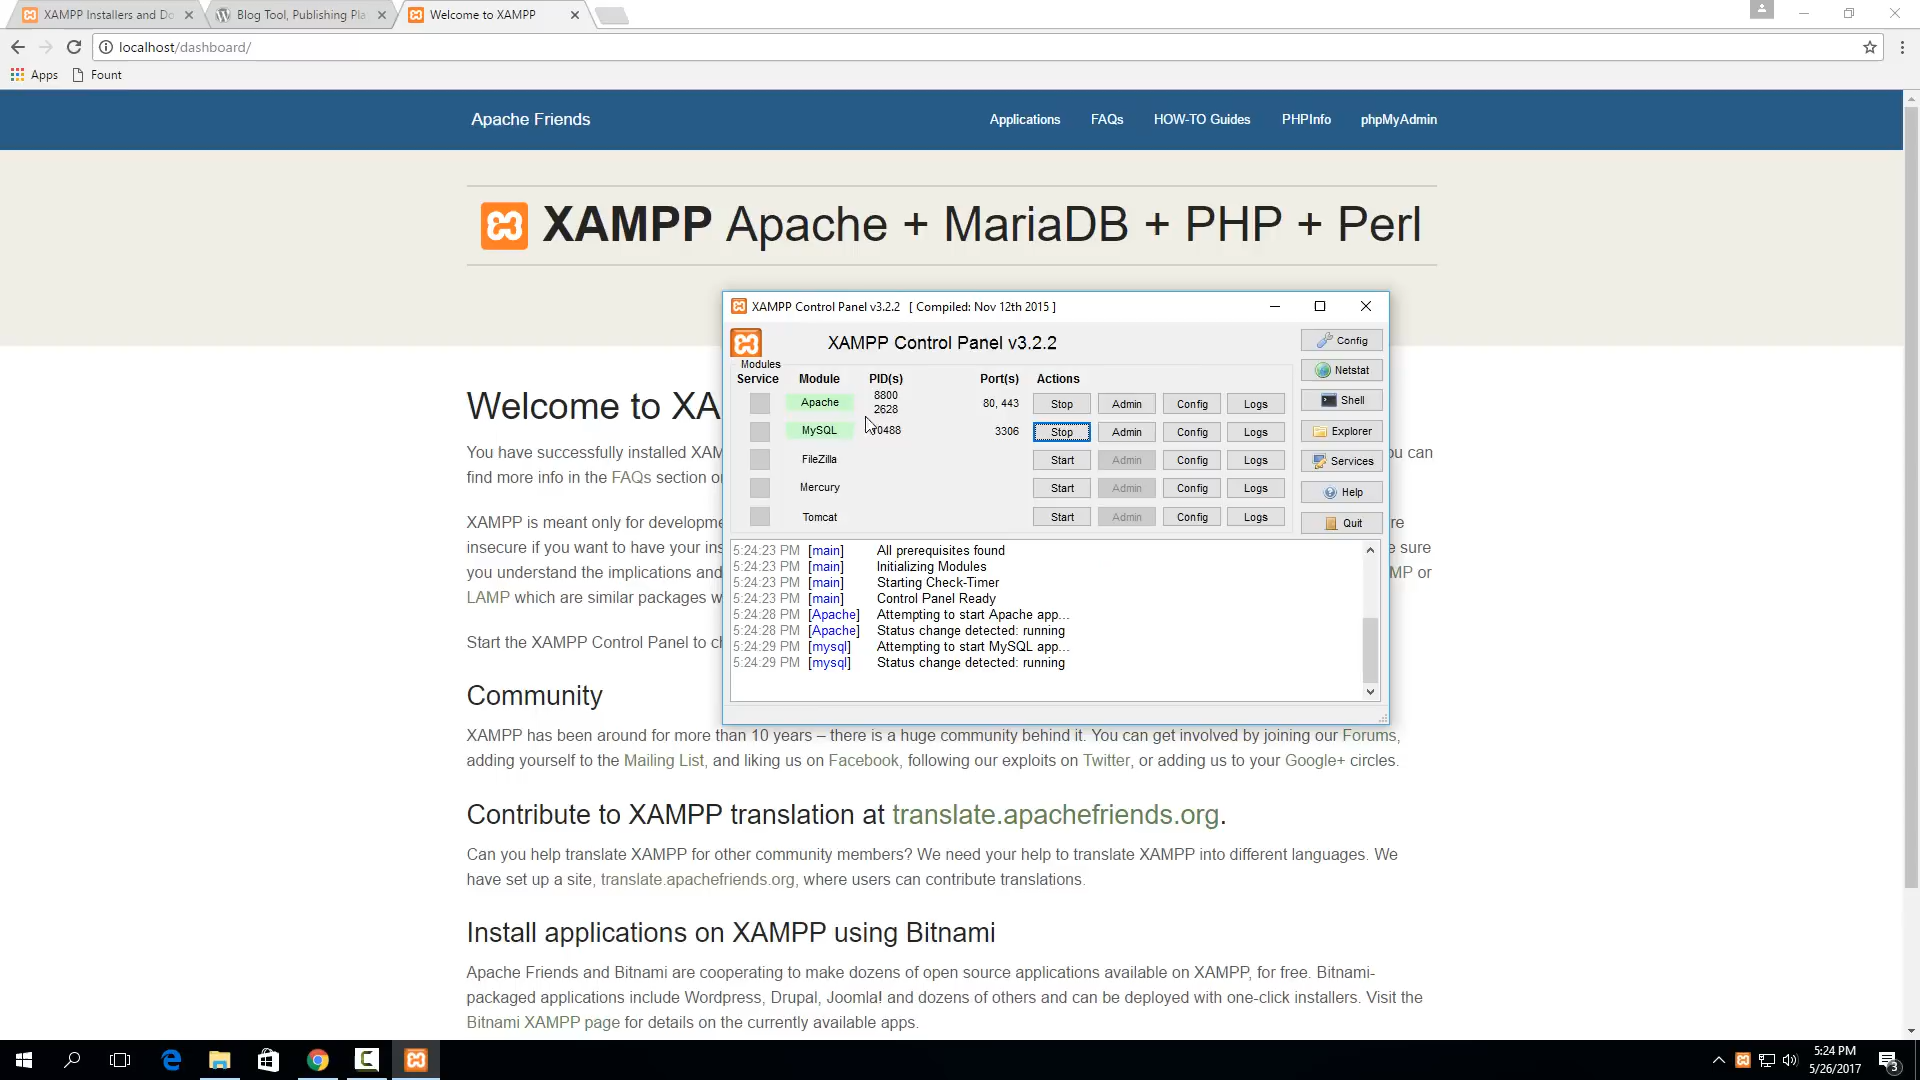 XAMPP Installers and Do
Blog Tool, Publishing Pla
Welcome to XAMPP
localhost/dashboard/
Apps
Fount
Apache Friends
Applications
FAQs
HOW-TO Guides
PHPInfo
phpMyAdmin
XAMPP Apache + MariaDB + PHP + Perl
XAMPP Control Panel v3.2.2 [ Compiled: Nov 12th 2015 ]
XAMPP Control Panel v3.2.2
Config
Modules
Service Module PID(s) Port(s) Actions
Netstat
Apache 8800 2628 80, 443 Stop Admin Config Logs
Shell
MySQL 3306 Stop Admin Config Logs
Explorer
FileZilla Start Admin Config Logs
Services
Mercury Start Admin Config Logs
Help
Tomcat Start Admin Config Logs
Quit
5:24:23 PM [main] All prerequisites found
5:24:23 PM [main] Initializing Modules
5:24:23 PM [main] Starting Check-Timer
5:24:23 PM [main] Control Panel Ready
5:24:28 PM [Apache] Attempting to start Apache app...
5:24:28 PM [Apache] Status change detected: running
5:24:29 PM [mysql] Attempting to start MySQL app...
5:24:29 PM [mysql] Status change detected: running
Welcome to XA
You have successfully installed XAM
ou can
find more info in the FAQs section o
XAMPP is meant only for developme
re
insecure if you want to have your ins
e sure
you understand the implications and
MP or
LAMP which are similar packages w
Start the XAMPP Control Panel to c
Community
XAMPP has been around for more than 10 years – there is a huge community behind it. You can get involved by joining our Forums,
adding yourself to the Mailing List, and liking us on Facebook, following our exploits on Twitter, or adding us to your Google+ circles.
Contribute to XAMPP translation at translate.apachefriends.org.
Can you help translate XAMPP for other community members? We need your help to translate XAMPP into different languages. We
have set up a site, translate.apachefriends.org, where users can contribute translations.
Install applications on XAMPP using Bitnami
Apache Friends and Bitnami are cooperating to make dozens of open source applications available on XAMPP, for free. Bitnami-
packaged applications include Wordpress, Drupal, Joomla! and dozens of others and can be deployed with one-click installers. Visit the
Bitnami XAMPP page for details on the currently available apps.
5:24 PM
5/26/2017
3